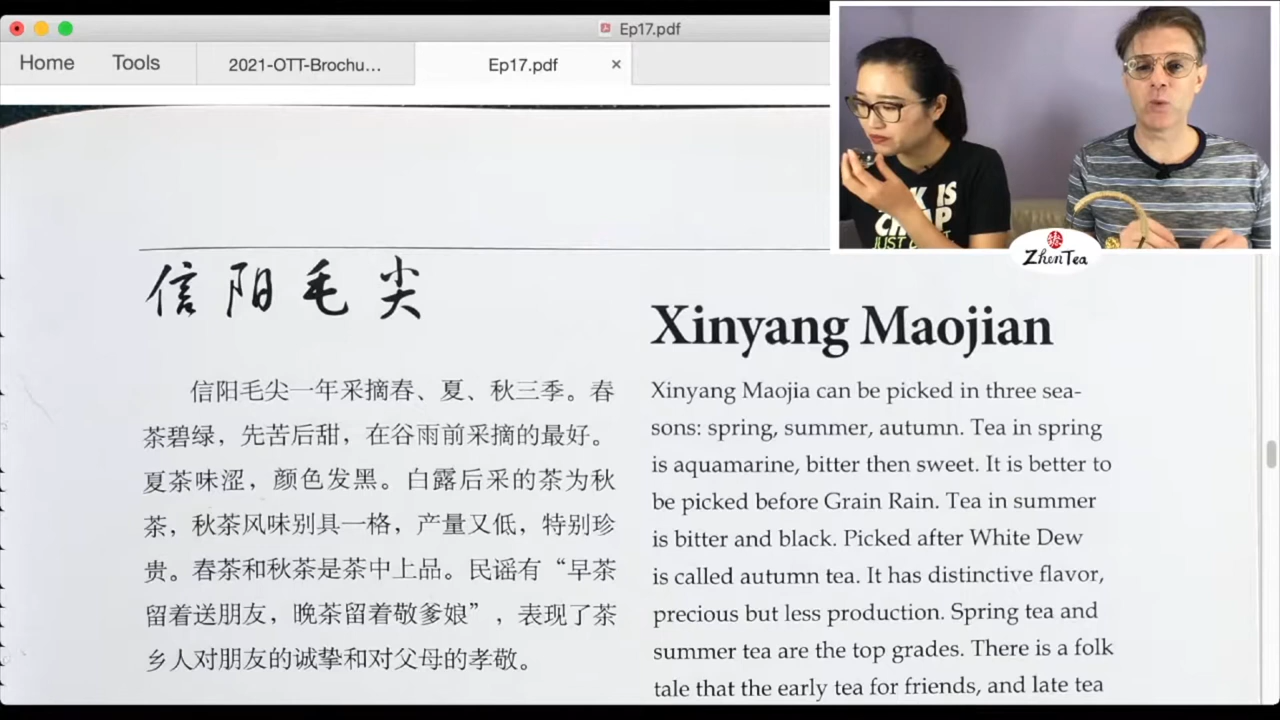 Ep17.pdf
Home
Tools
2021-OTT-Brochu...
Ep17.pdf
×
IS
JUST
ZhenTea
信阳毛尖
信阳毛尖一年采摘春、夏、秋三季。春
茶碧绿，先苦后甜，在谷雨前采摘的最好。
夏茶味涩，颜色发黑。白露后采的茶为秋
茶，秋茶风味别具一格，产量又低，特别珍
贵。春茶和秋茶是茶中上品。民谣有“早茶
留着送朋友，晚茶留着敬爹娘”，表现了茶
乡人对朋友的诚挚和对父母的孝敬。
Xinyang Maojian
Xinyang Maojia can be picked in three sea-
sons: spring, summer, autumn. Tea in spring
is aquamarine, bitter then sweet. It is better to
be picked before Grain Rain. Tea in summer
is bitter and black. Picked after White Dew
is called autumn tea. It has distinctive flavor,
precious but less production. Spring tea and
summer tea are the top grades. There is a folk
tale that the early tea for friends, and late tea